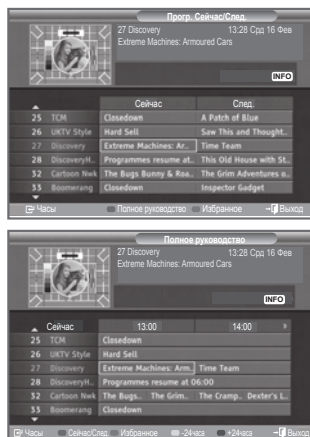 Прогр. Сейчас/След.
27 Discovery 13:28 Срд 16 Фев
Extreme Machines: Armoured Cars
INFO
Сейчас След.
25 TCM Closedown A Patch of Blue
26 UKTV Style Hard Sell Saw This and Thought..
27 Discovery Extreme Machines: Ar.. Time Team
28 DiscoveryH.. Programmes resume at.. This Old House with St..
32 Cartoon Nwk The Bugs Bunny & Roa.. The Grim Adventures o..
33 Boomerang Closedown Inspector Gadget
Часы Полное руководство Избранное Выход
Полное руководство
27 Discovery 13:28 Срд 16 Фев
Extreme Machines: Armoured Cars
INFO
Сейчас 13:00 14:00
25 TCM Closedown
26 UKTV Style Hard Sell
27 Discovery Extreme Machines: Arm.. Time Team
28 DiscoveryH.. Programmes resume at 06:00
32 Cartoon Nwk The Bugs.. The Grim.. The Cramp.. Dexter's L..
33 Boomerang Closedown
Часы Сейчас/След. Избранное -24часа +24часа Выход